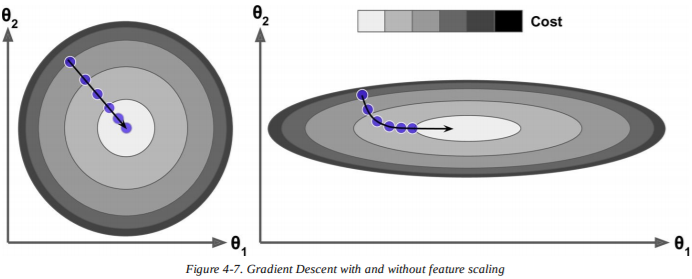 θ2
θ2
Cost
θ1
θ1
Figure 4-7. Gradient Descent with and without feature scaling